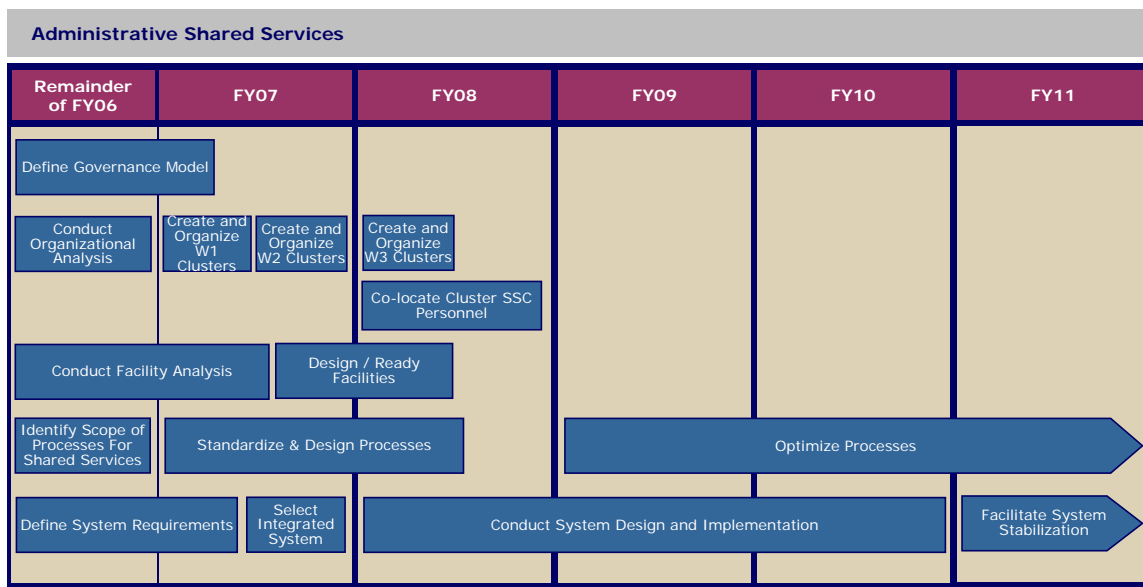 Administrative Shared Services
Remainder
of FY06
FY07
FY08
FY09
FY10
FY11
Define Governance Model
Conduct
Organizational
Analysis
Create and
Organize
W1
Clusters
Create and
Organize
W2 Clusters
Create and
Organize
W3 Clusters
Co-locate Cluster SSC
Personnel
Conduct Facility Analysis
Design / Ready
Facilities
Identify Scope of
Processes For
Shared Services
Standardize & Design Processes
Optimize Processes
Define System Requirements
Select
Integrated
System
Conduct System Design and Implementation
Facilitate System
Stabilization